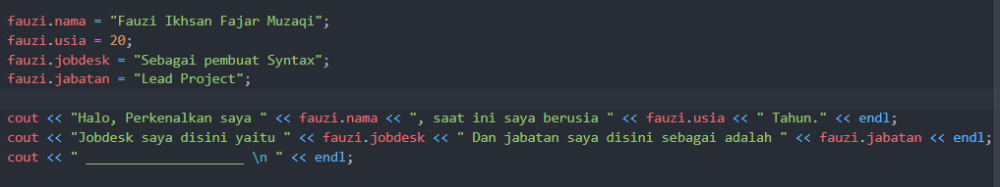 fauzi.nama = "Fauzi Ikhsan Fajar Muzaqi";
fauzi.usia = 20;
fauzi.jobdesk = "Sebagai pembuat Syntax";
fauzi.jabatan = "Lead Project";
cout << "Halo, Perkenalkan saya " << fauzi.nama << ", saat ini saya berusia " << fauzi.usia << " Tahun." << endl;
cout << "Jobdesk saya disini yaitu " << fauzi.jobdesk << " Dan jabatan saya disini sebagai adalah " << fauzi.jabatan << endl;
cout << " ____________________ \n " << endl;